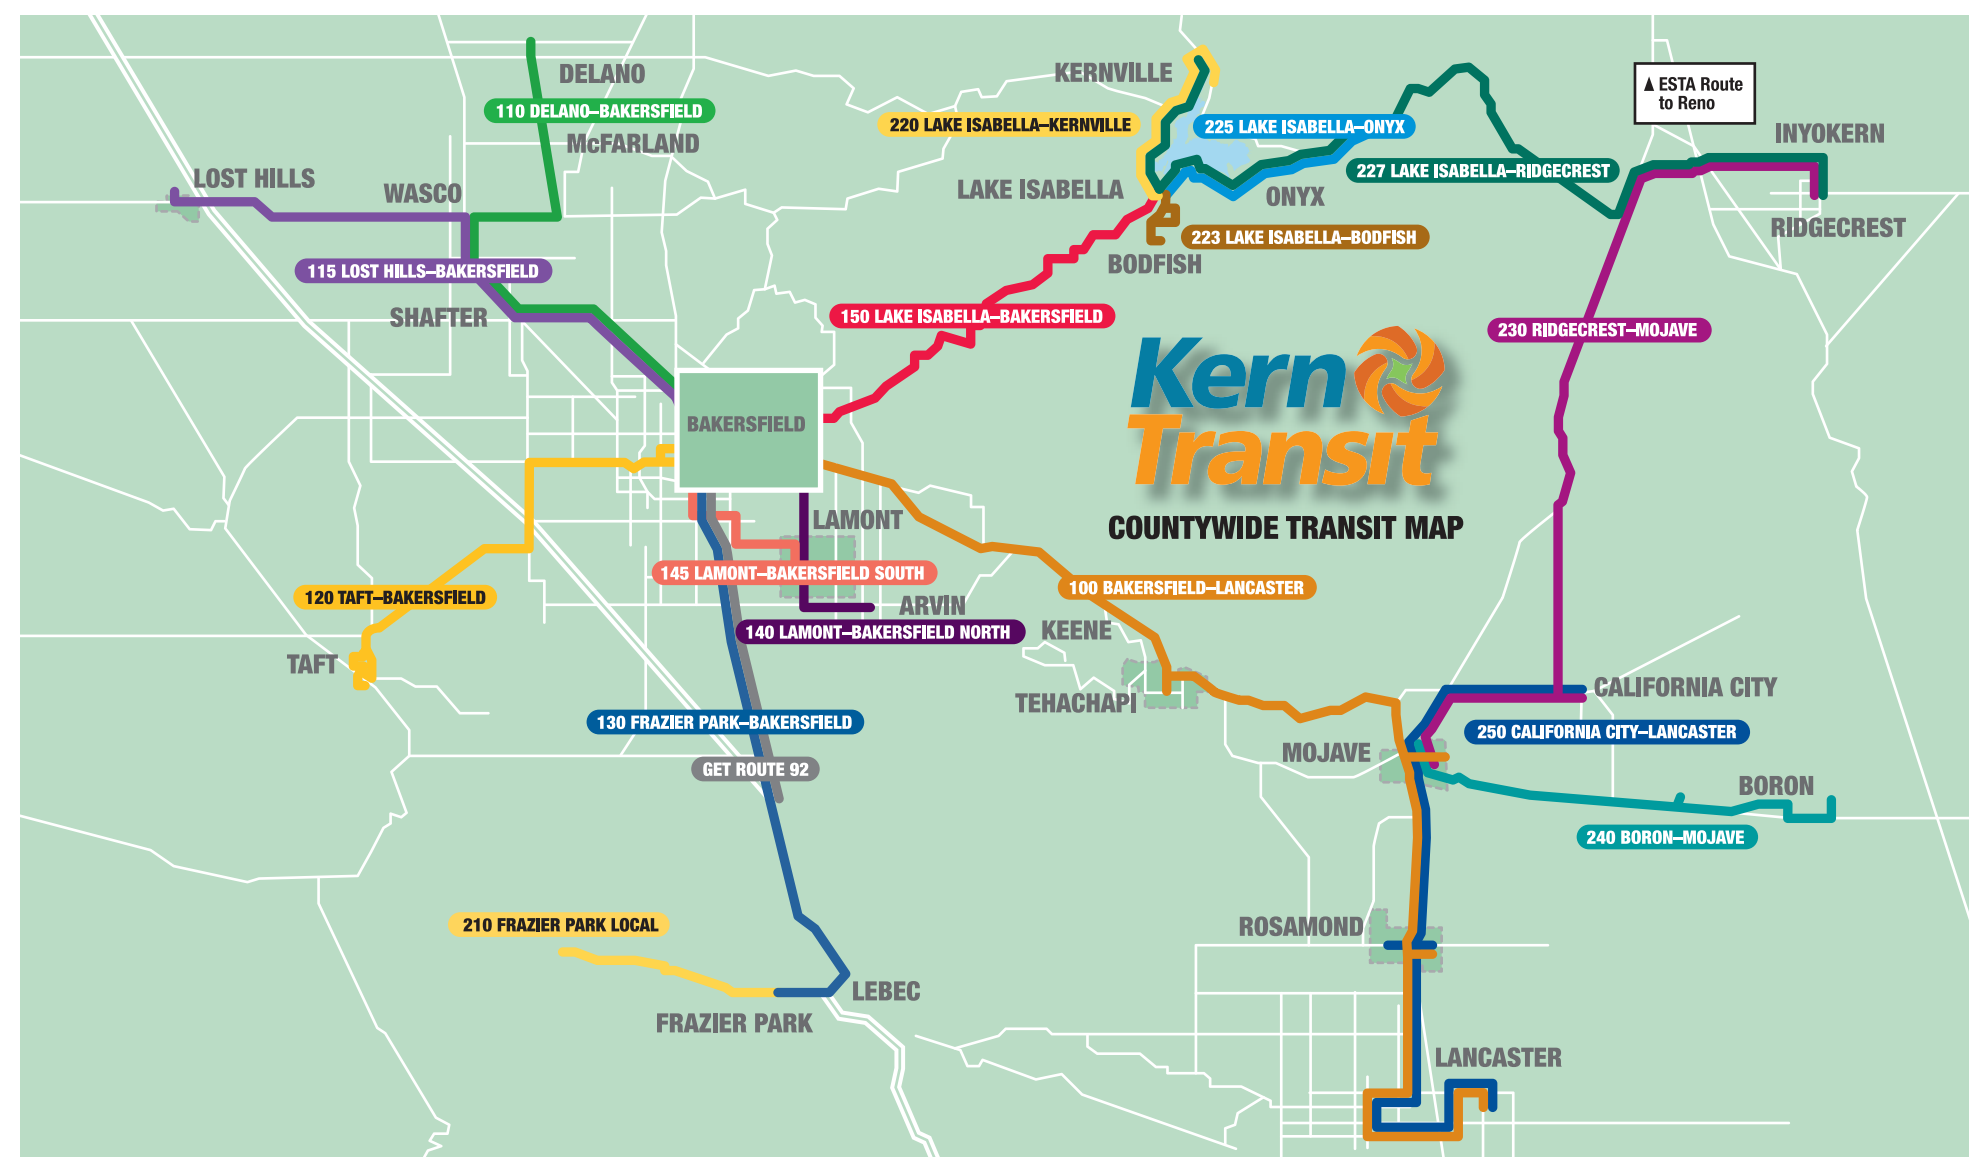 DELANO
110 DELANO–BAKERSFIELD
McFARLAND
LOST HILLS
WASCO
115 LOST HILLS–BAKERSFIELD
SHAFTER
KERNVILLE
220 LAKE ISABELLA–KERNVILLE
225 LAKE ISABELLA–ONYX
227 LAKE ISABELLA–RIDGECREST
LAKE ISABELLA
ONYX
223 LAKE ISABELLA–BODFISH
BODFISH
▲ ESTA Route
to Reno
INYOKERN
RIDGECREST
150 LAKE ISABELLA–BAKERSFIELD
230 RIDGECREST–MOJAVE
Kern
Transit
COUNTYWIDE TRANSIT MAP
BAKERSFIELD
LAMONT
145 LAMONT–BAKERSFIELD SOUTH
120 TAFT–BAKERSFIELD
100 BAKERSFIELD–LANCASTER
ARVIN
140 LAMONT–BAKERSFIELD NORTH
KEENE
TAFT
TEHACHAPI
CALIFORNIA CITY
130 FRAZIER PARK–BAKERSFIELD
250 CALIFORNIA CITY–LANCASTER
MOJAVE
GET ROUTE 92
BORON
240 BORON–MOJAVE
210 FRAZIER PARK LOCAL
ROSAMOND
LEBEC
FRAZIER PARK
LANCASTER